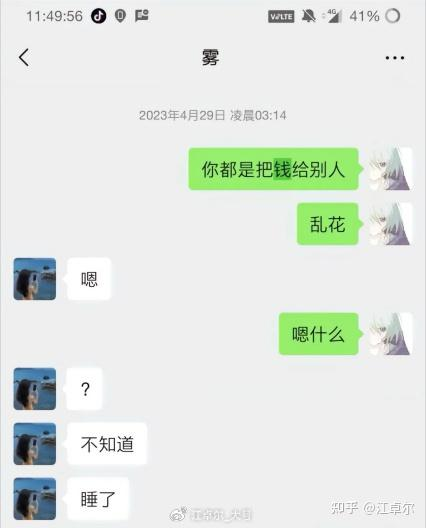 11:49:56 VoLTE 4G 41%
雾
2023年4月29日 凌晨03:14
你都是把钱给别人
乱花
嗯
嗯什么
?
不知道
睡了
江卓尔_大白
知乎 @江卓尔